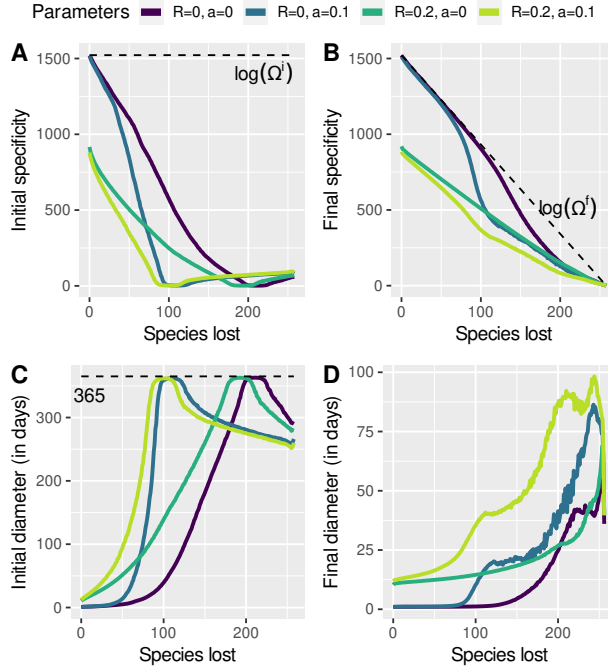 Parameters R=0, a=0 R=0, a=0.1 R=0.2, a=0 R=0.2, a=0.1
A
log(Ωⁱ)
Initial specificity
1500
1000
500
0
0 100 200
Species lost
B
log(Ωᶠ)
Final specificity
1500
1000
500
0
0 100 200
Species lost
C
365
Initial diameter (in days)
300
200
100
0
0 100 200
Species lost
D
Final diameter (in days)
100
75
50
25
0
0 100 200
Species lost